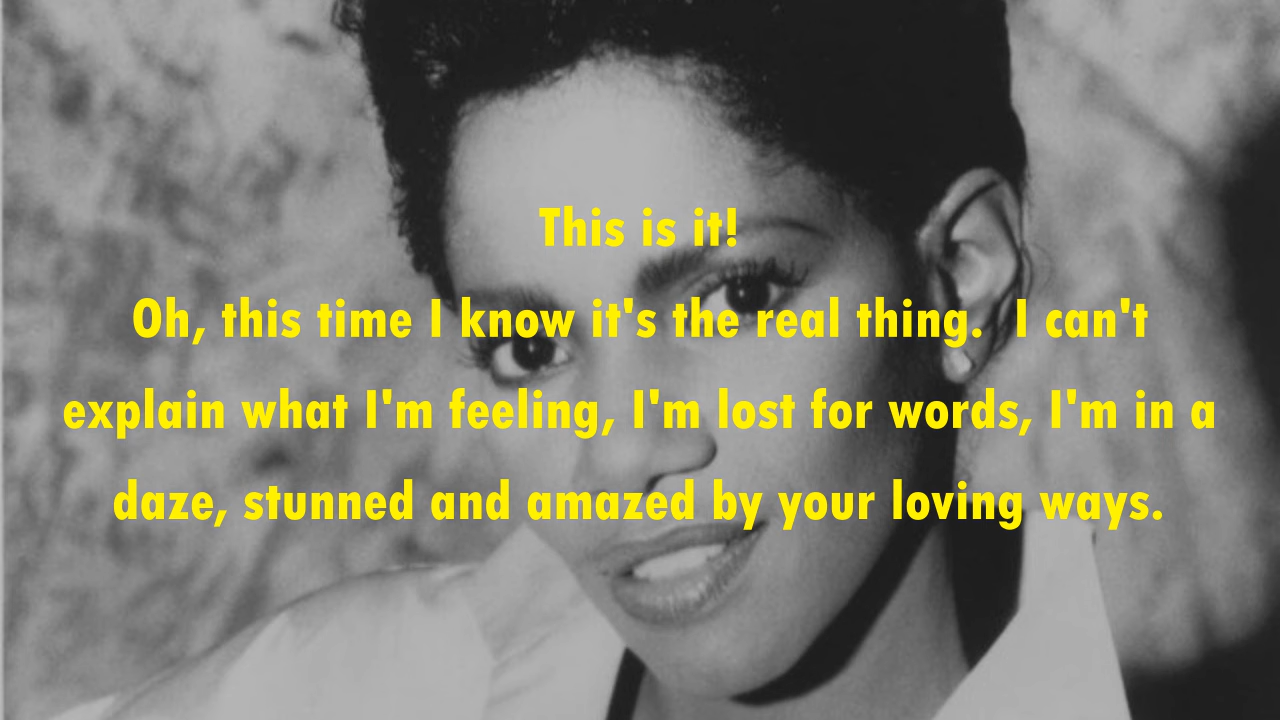 This is it!
Oh, this time I know it's the real thing.  I can't
explain what I'm feeling, I'm lost for words, I'm in a
daze, stunned and amazed by your loving ways.